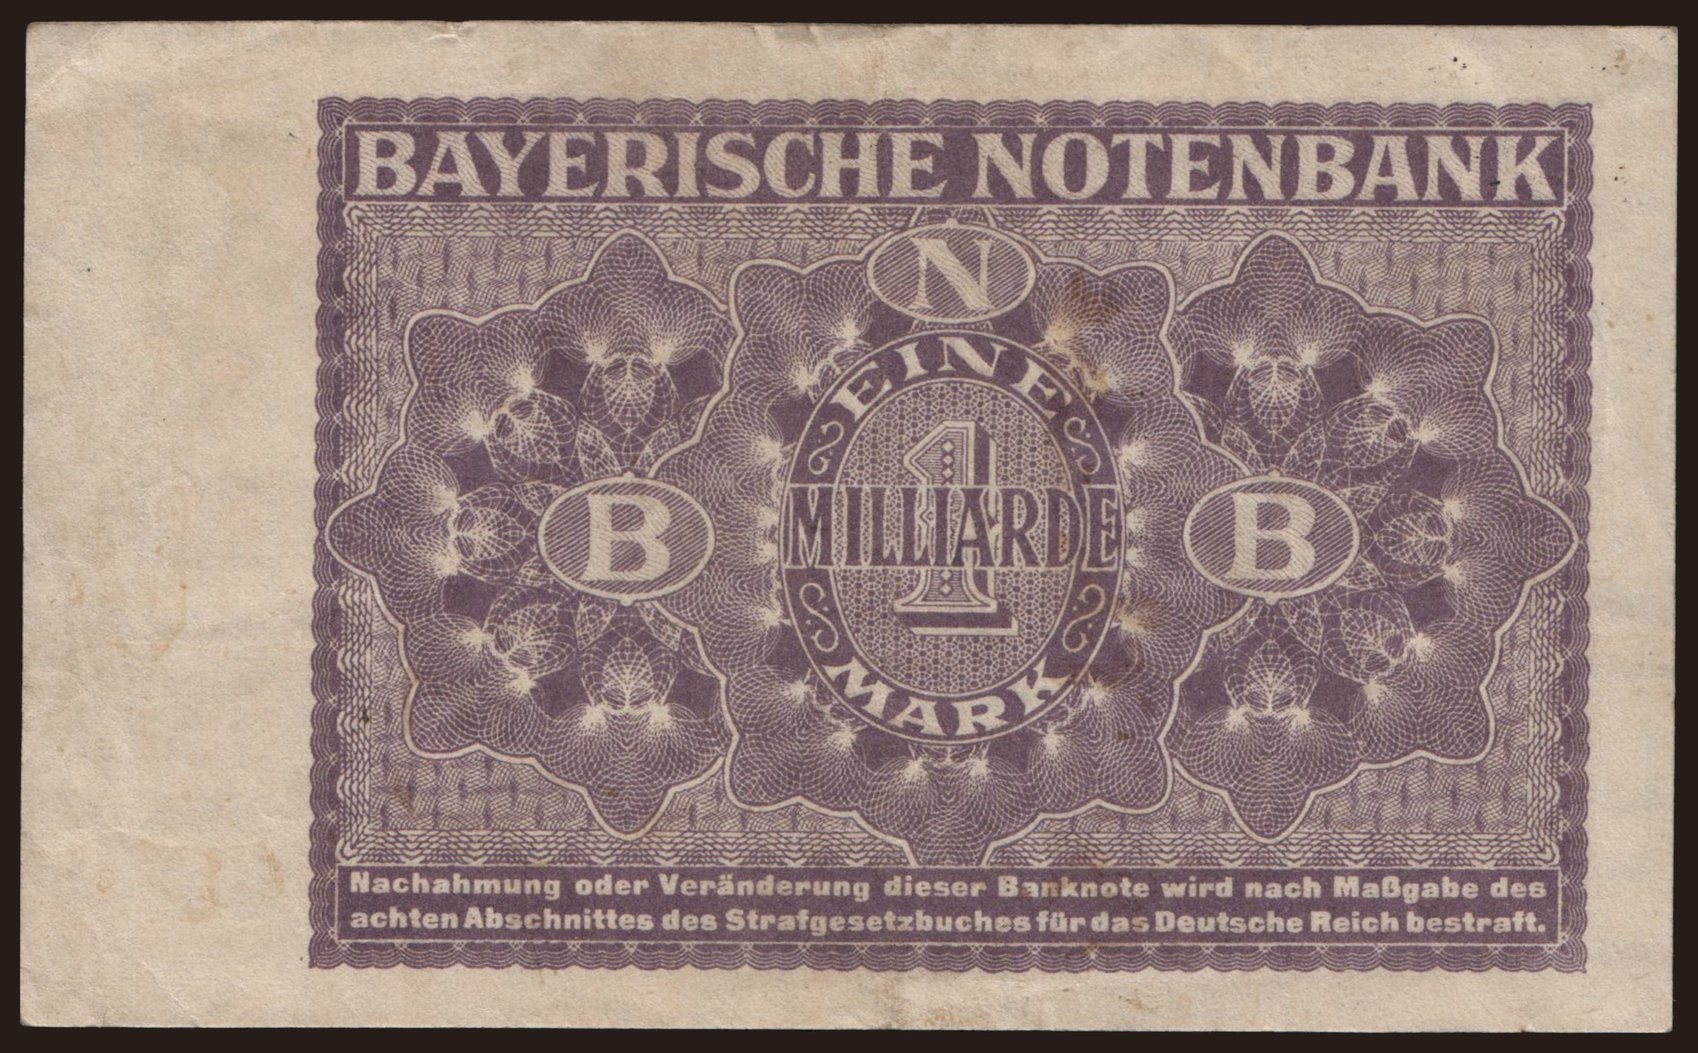 BAYERISCHE NOTENBANK
N
EINE
1
B MILLIARDE B
MARK
Nachahmung oder Veränderung dieser Banknote wird nach Maßgabe des
achten Abschnittes des Strafgesetzbuches für das Deutsche Reich bestraft.